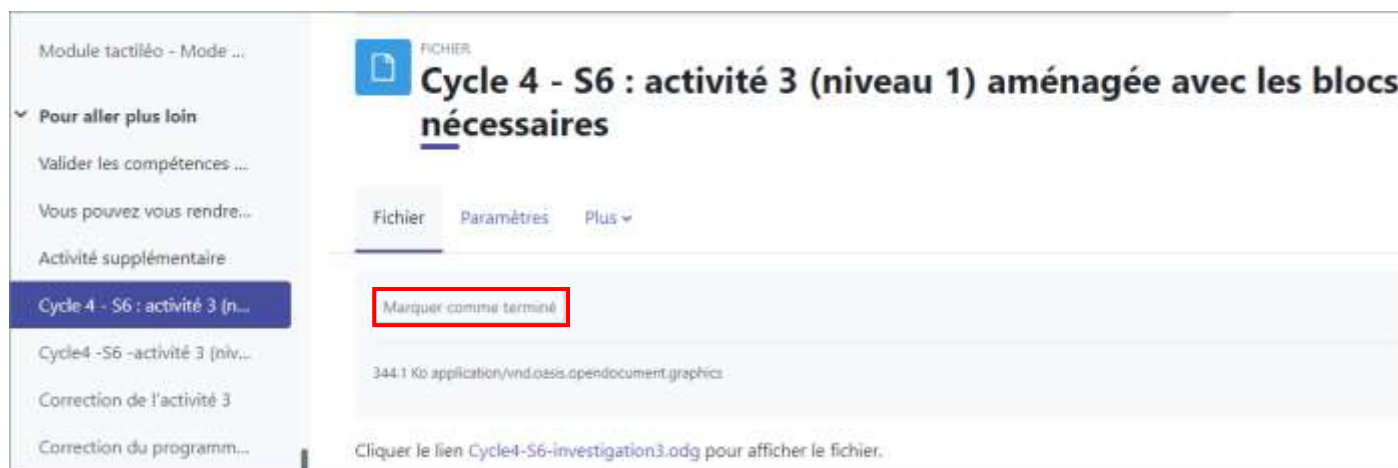 Module tactiléo - Mode ...
Pour aller plus loin
Valider les compétences ...
Vous pouvez vous rendre...
Activité supplémentaire
Cycle 4 - S6 : activité 3 (n...
Cycle4 -S6 -activité 3 (niv...
Correction de l'activité 3
Correction du programm...
FICHIER
Cycle 4 - S6 : activité 3 (niveau 1) aménagée avec les blocs
nécessaires
Fichier Paramètres Plus
Marquer comme terminé
344.1 Ko application/vnd.oasis.opendocument.graphics
Cliquer le lien Cycle4-S6-investigation3.odg pour afficher le fichier.